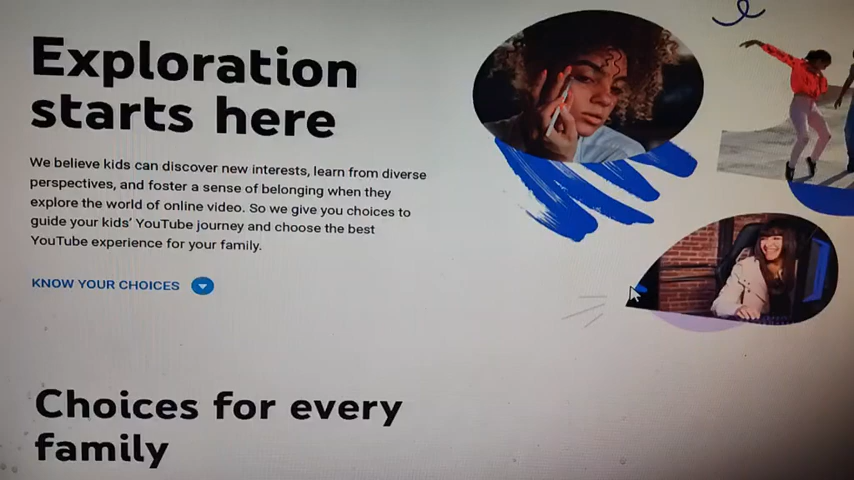 Exploration
starts here
We believe kids can discover new interests, learn from diverse
perspectives, and foster a sense of belonging when they
explore the world of online video. So we give you choices to
guide your kids’ YouTube journey and choose the best
YouTube experience for your family.
KNOW YOUR CHOICES
Choices for every
family